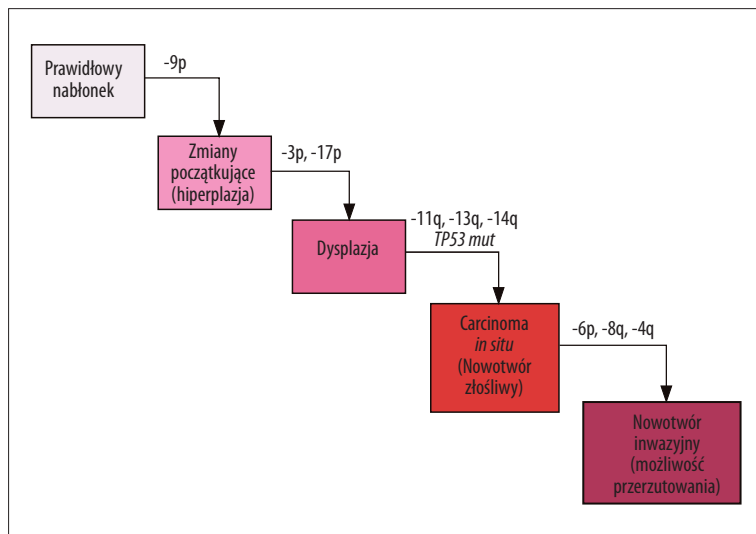 Prawidłowy
nabłonek
-9p
Zmiany
początkujące
(hiperplazja)
-3p, -17p
Dysplazja
-11q, -13q, -14q
TP53 mut
Carcinoma
in situ
(Nowotwór
złośliwy)
-6p, -8q, -4q
Nowotwór
inwazyjny
(możliwość
przerzutowania)